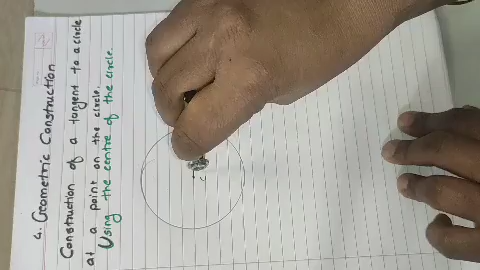 4. Geometric Construction
Construction of a tangent to a circle
at a point on the circle.
Using the centre of the circle.
C